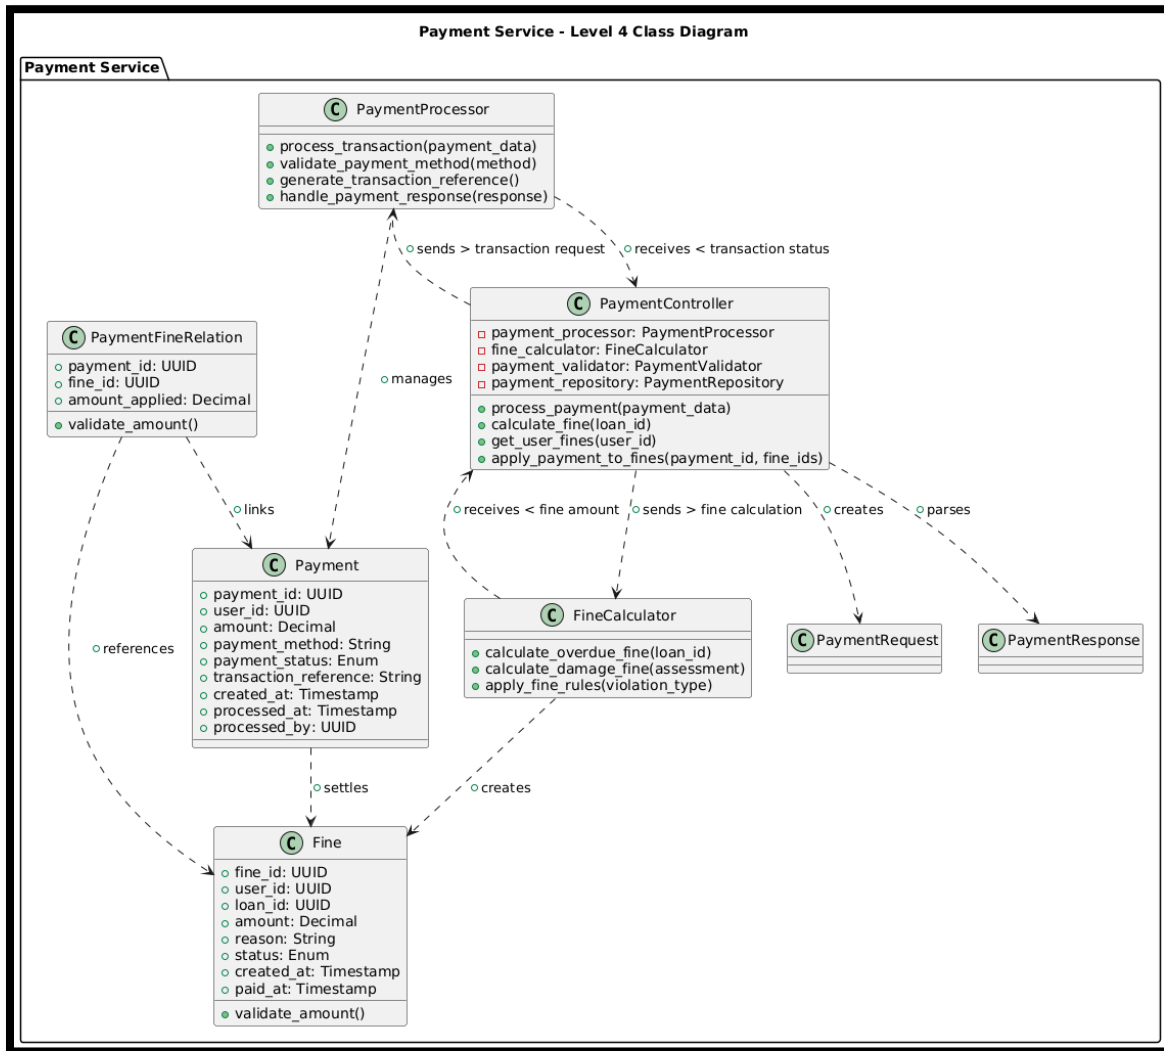 Payment Service - Level 4 Class Diagram
Payment Service
C PaymentProcessor
process_transaction(payment_data)
validate_payment_method(method)
generate_transaction_reference()
handle_payment_response(response)
sends > transaction request
receives < transaction status
C PaymentController
payment_processor: PaymentProcessor
fine_calculator: FineCalculator
payment_validator: PaymentValidator
payment_repository: PaymentRepository
process_payment(payment_data)
calculate_fine(loan_id)
get_user_fines(user_id)
apply_payment_to_fines(payment_id, fine_ids)
C PaymentFineRelation
payment_id: UUID
fine_id: UUID
amount_applied: Decimal
validate_amount()
manages
links
receives < fine amount
sends > fine calculation
creates
parses
C Payment
payment_id: UUID
user_id: UUID
amount: Decimal
payment_method: String
payment_status: Enum
transaction_reference: String
created_at: Timestamp
processed_at: Timestamp
processed_by: UUID
C FineCalculator
calculate_overdue_fine(loan_id)
calculate_damage_fine(assessment)
apply_fine_rules(violation_type)
C PaymentRequest
C PaymentResponse
references
settles
creates
C Fine
fine_id: UUID
user_id: UUID
loan_id: UUID
amount: Decimal
reason: String
status: Enum
created_at: Timestamp
paid_at: Timestamp
validate_amount()